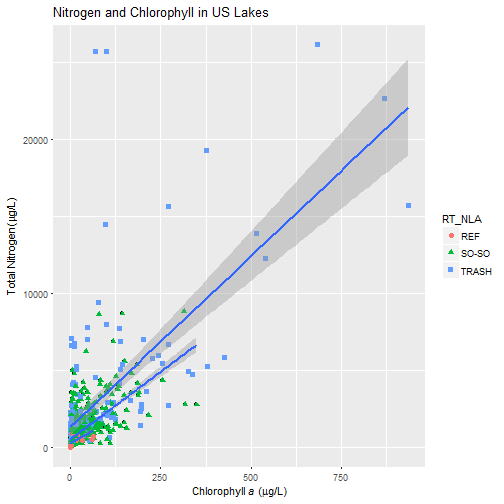 Nitrogen and Chlorophyll in US Lakes
Total Nitrogen(µg/L)
20000
10000
0
0
250
500
750
Chlorophyll a (µg/L)
RT_NLA
REF
SO-SO
TRASH